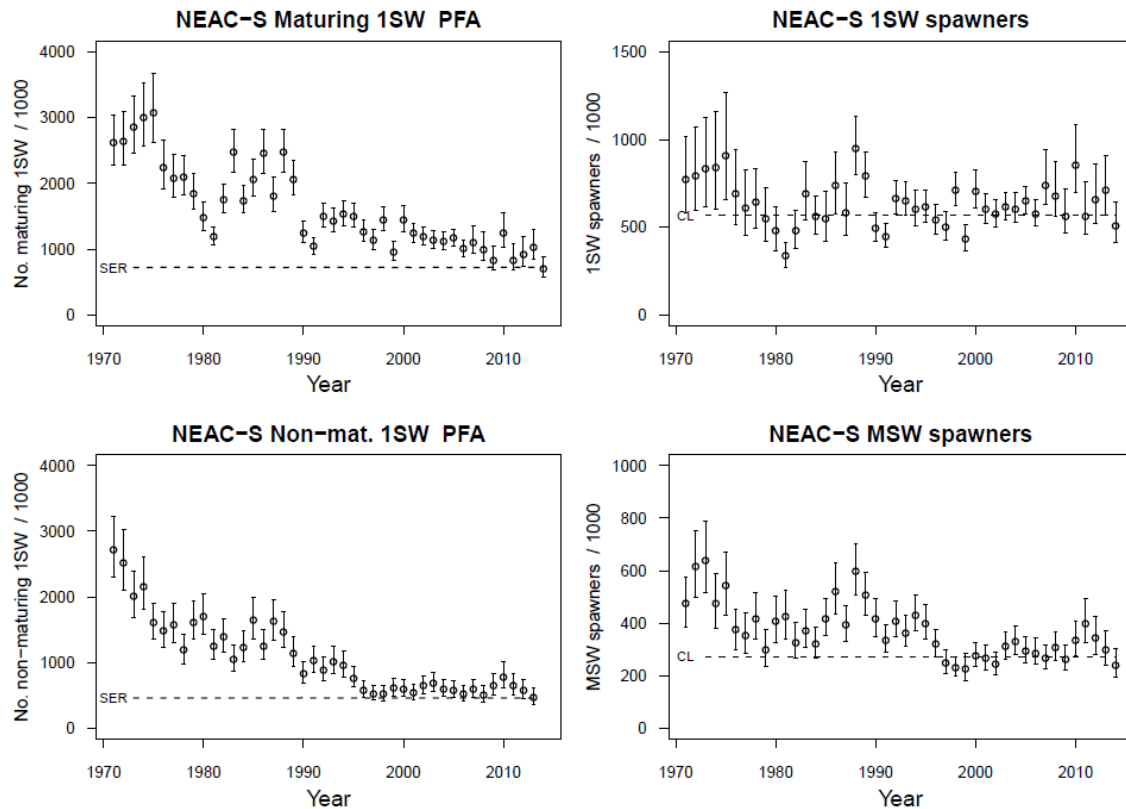 NEAC−S Maturing 1SW PFA
No. maturing 1SW / 1000
4000
3000
2000
1000
0
SER
1970 1980 1990 2000 2010
Year
NEAC−S 1SW spawners
1SW spawners / 1000
1500
1000
500
0
CL
1970 1980 1990 2000 2010
Year
NEAC−S Non−mat. 1SW PFA
No. non−maturing 1SW / 1000
4000
3000
2000
1000
0
SER
1970 1980 1990 2000 2010
Year
NEAC−S MSW spawners
MSW spawners / 1000
1000
800
600
400
200
0
CL
1970 1980 1990 2000 2010
Year